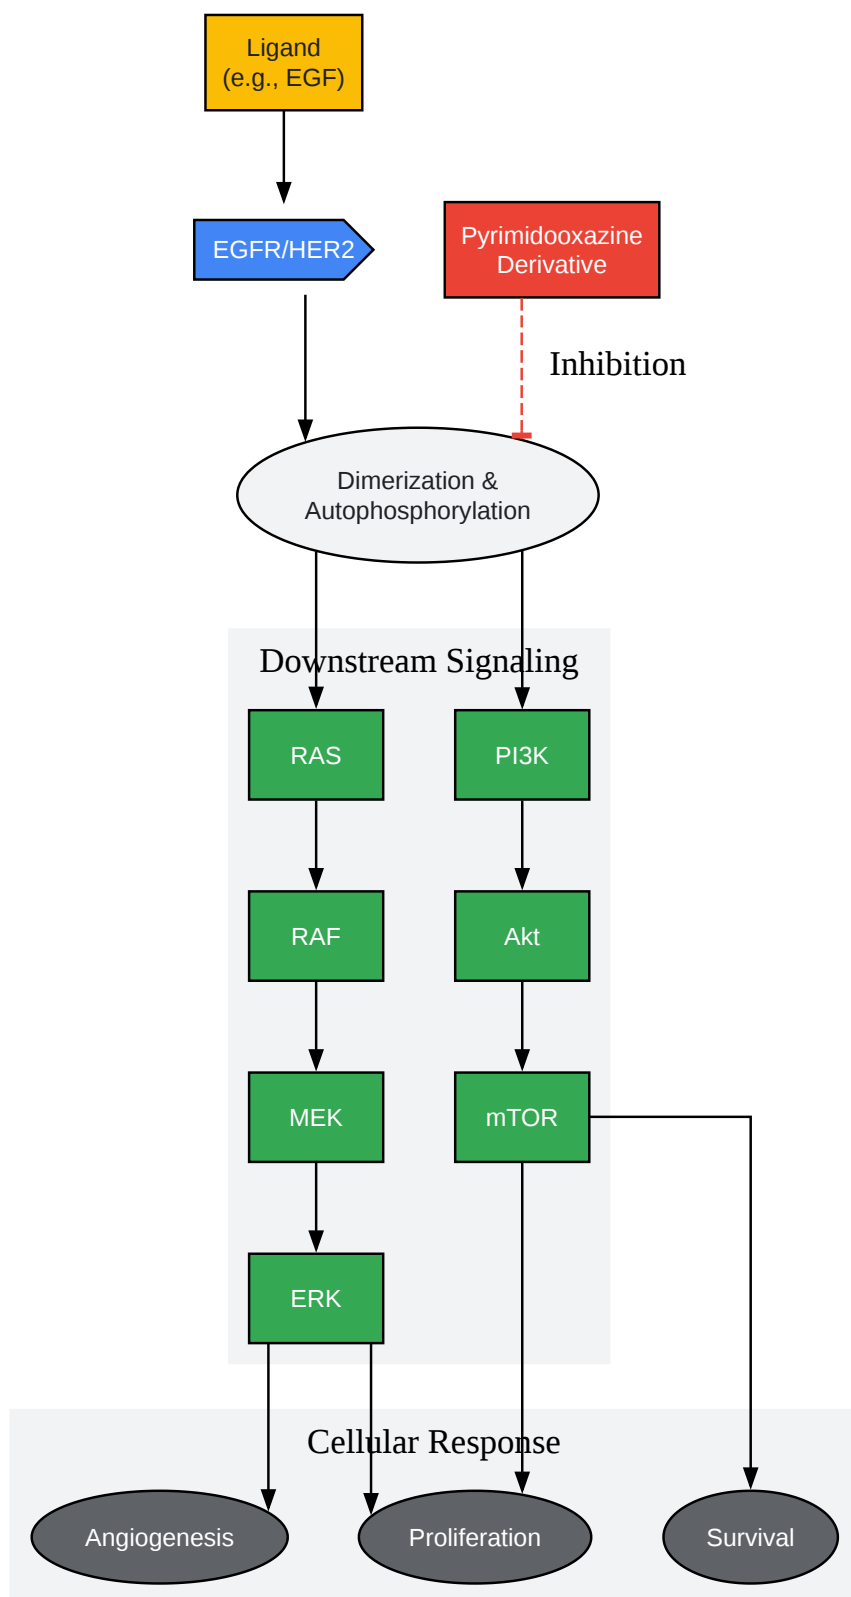 Ligand
(e.g., EGF)
EGFR/HER2
Pyrimidooxazine
Derivative
Inhibition
Dimerization &
Autophosphorylation
Downstream Signaling
RAS
PI3K
RAF
Akt
MEK
mTOR
ERK
Cellular Response
Angiogenesis
Proliferation
Survival